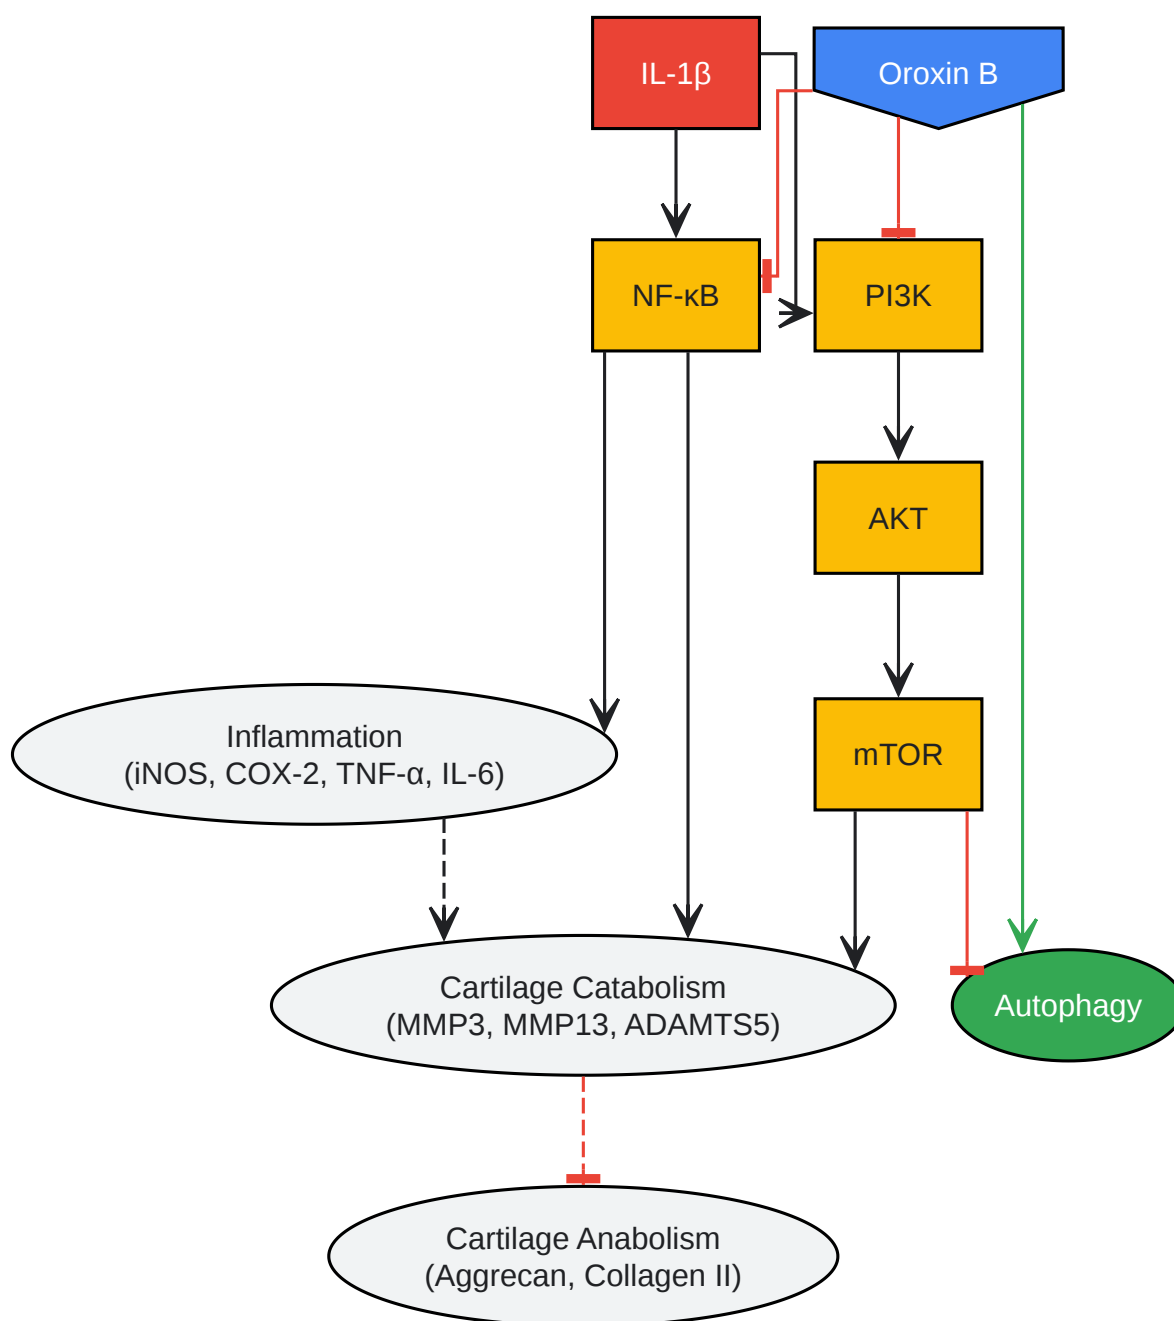 IL-1β
Oroxin B
NF-κB
PI3K
AKT
mTOR
Inflammation
(iNOS, COX-2, TNF-α, IL-6)
Cartilage Catabolism
(MMP3, MMP13, ADAMTS5)
Autophagy
Cartilage Anabolism
(Aggrecan, Collagen II)